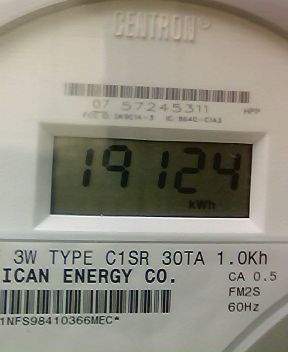 CENTRON®
07 57245311 HPP
19124
kWh
3W TYPE C1SR 30TA 1.0Kh
ICAN ENERGY CO.
CA 0.5
FM2S
60Hz
1NFS98410366MEC*